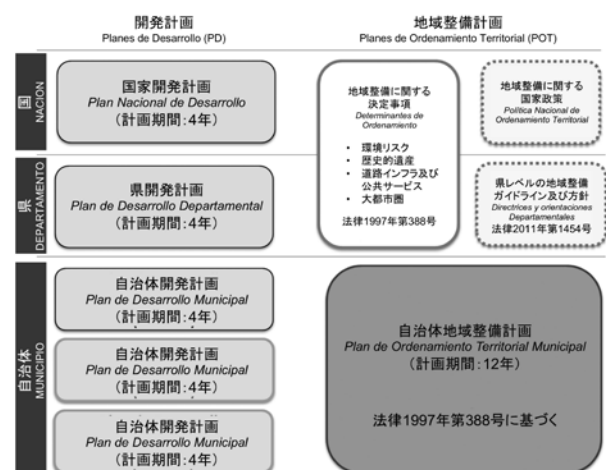 開発計画
Planes de Desarrollo (PD)
地域整備計画
Planes de Ordenamiento Territorial (POT)
国
NACION
国家開発計画
Plan Nacional de Desarrollo
（計画期間：4年）
地域整備に関する
決定事項
Determinantes de
Ordenamiento
• 環境リスク
• 歴史的遺産
• 道路インフラ及び
公共サービス
• 大都市圏
法律1997年第388号
地域整備に関する
国家政策
Política Nacional de
Ordenamiento Territorial
県
DEPARTAMENTO
県開発計画
Plan de Desarrollo Departamental
（計画期間：4年）
県レベルの地域整備
ガイドライン及び方針
Directrices y orientaciones
Departamentales
法律2011年第1454号
自治体
MUNICIPIO
自治体開発計画
Plan de Desarrollo Municipal
（計画期間：4年）
自治体開発計画
Plan de Desarrollo Municipal
（計画期間：4年）
自治体開発計画
Plan de Desarrollo Municipal
（計画期間：4年）
自治体地域整備計画
Plan de Ordenamiento Territorial Municipal
（計画期間：12年）
法律1997年第388号に基づく